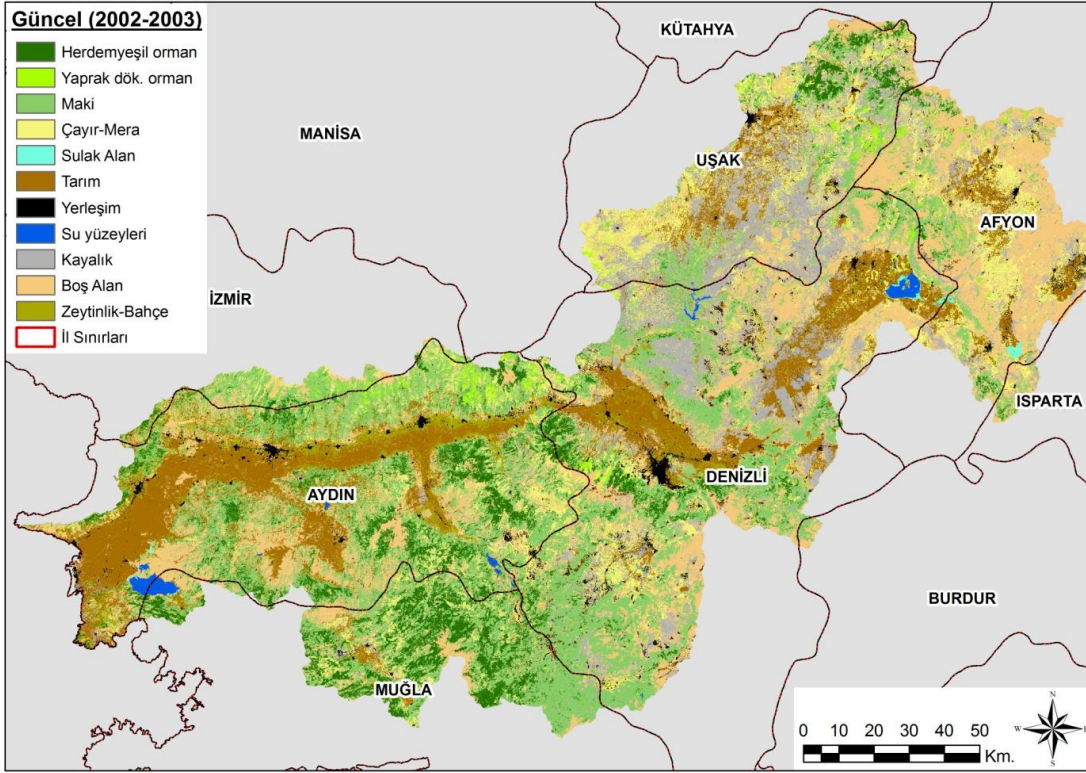 Güncel (2002-2003)
Herdemyeşil orman
Yaprak dök. orman
Maki
Çayır-Mera
Sulak Alan
Tarım
Yerleşim
Su yüzeyleri
Kayalık
Boş Alan
Zeytinlik-Bahçe
İl Sınırları
KÜTAHYA
MANİSA
UŞAK
AFYON
İZMİR
ISPARTA
DENİZLİ
AYDIN
BURDUR
MUĞLA
0 10 20 30 40 50
Km.
N
W
E
S